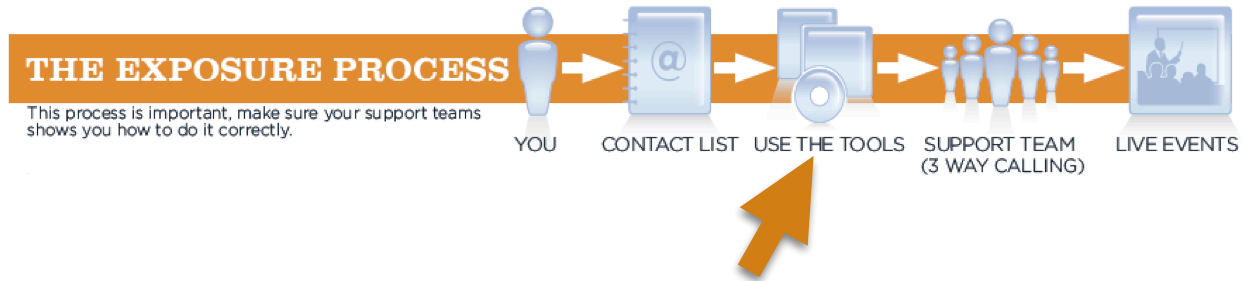 THE EXPOSURE PROCESS
This process is important, make sure your support teams
shows you how to do it correctly.
@
YOU
CONTACT LIST
USE THE TOOLS
SUPPORT TEAM
(3 WAY CALLING)
LIVE EVENTS